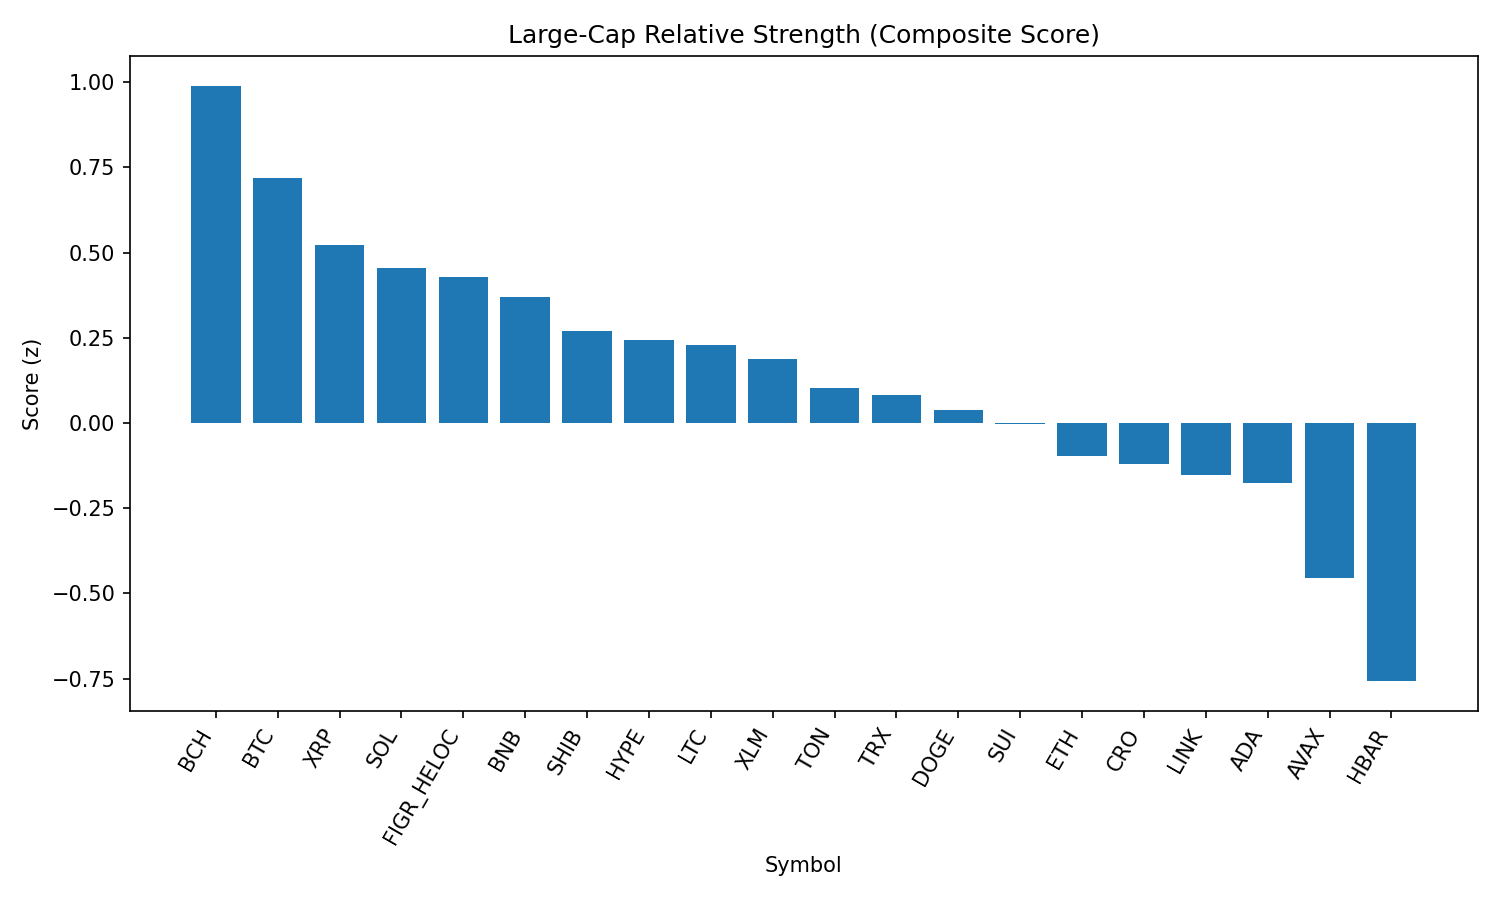 Large-Cap Relative Strength (Composite Score)
1.00
0.75
0.50
0.25
0.00
−0.25
−0.50
−0.75
Score (z)
BCH
BTC
XRP
SOL
FIGR_HELOC
BNB
SHIB
HYPE
LTC
XLM
TON
TRX
DOGE
SUI
ETH
CRO
LINK
ADA
AVAX
HBAR
Symbol